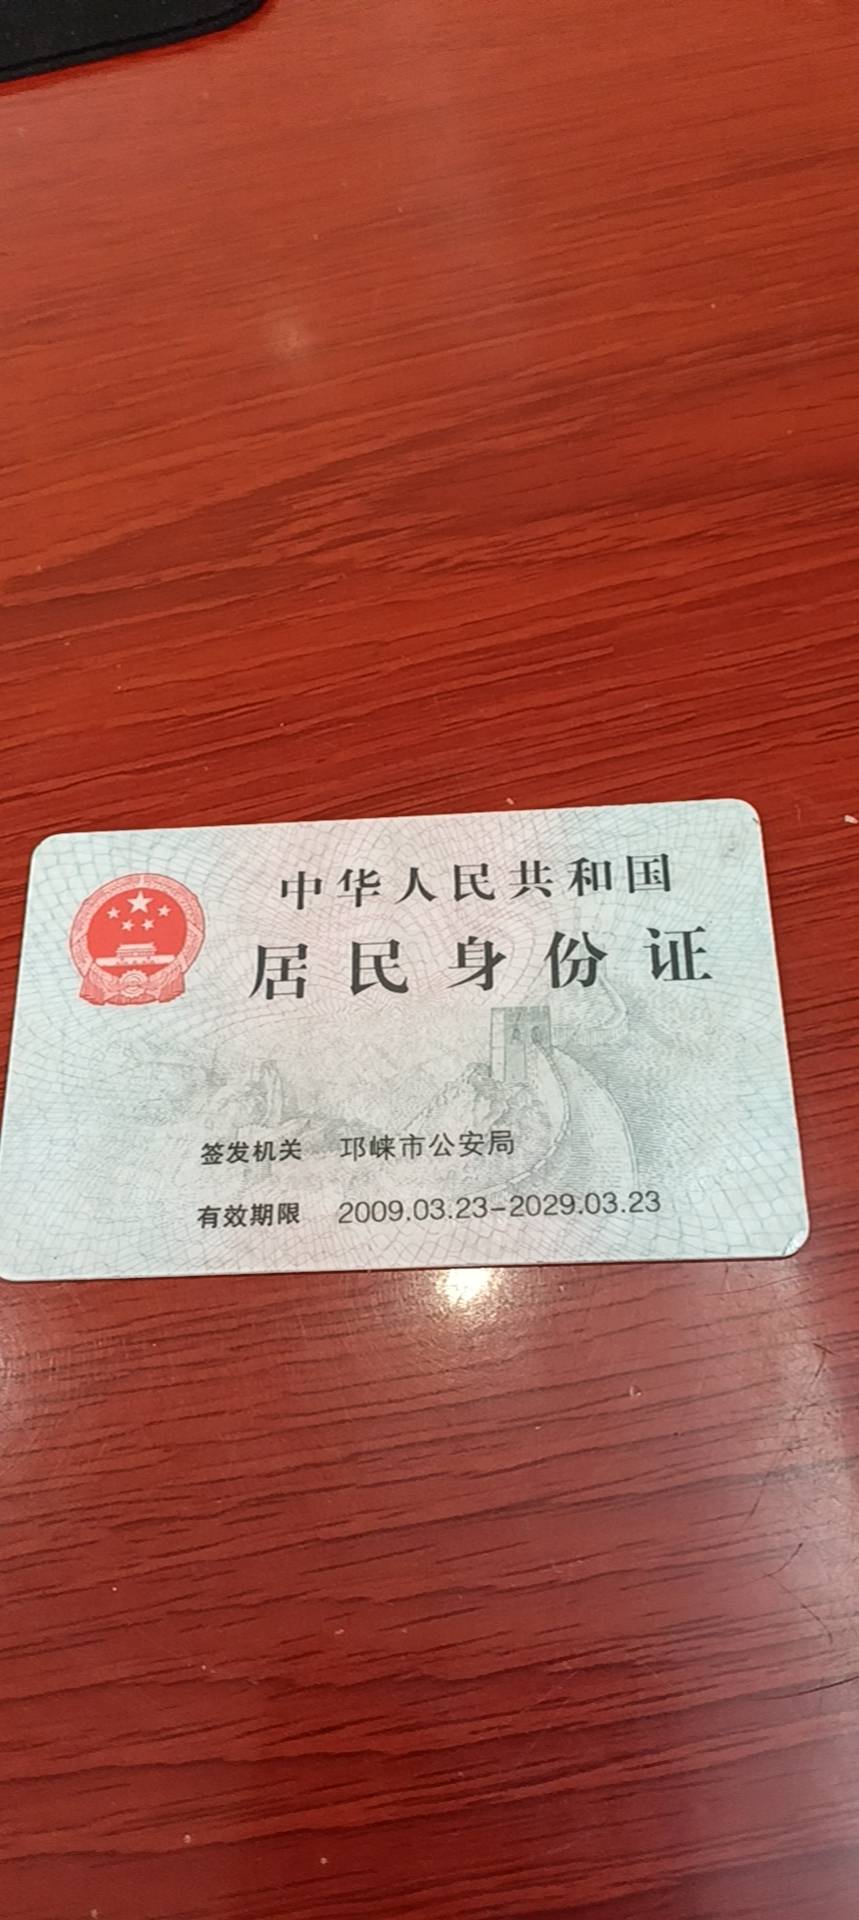 中华人民共和国
居民身份证
签发机关 邛崃市公安局
有效期限 2009.03.23-2029.03.23